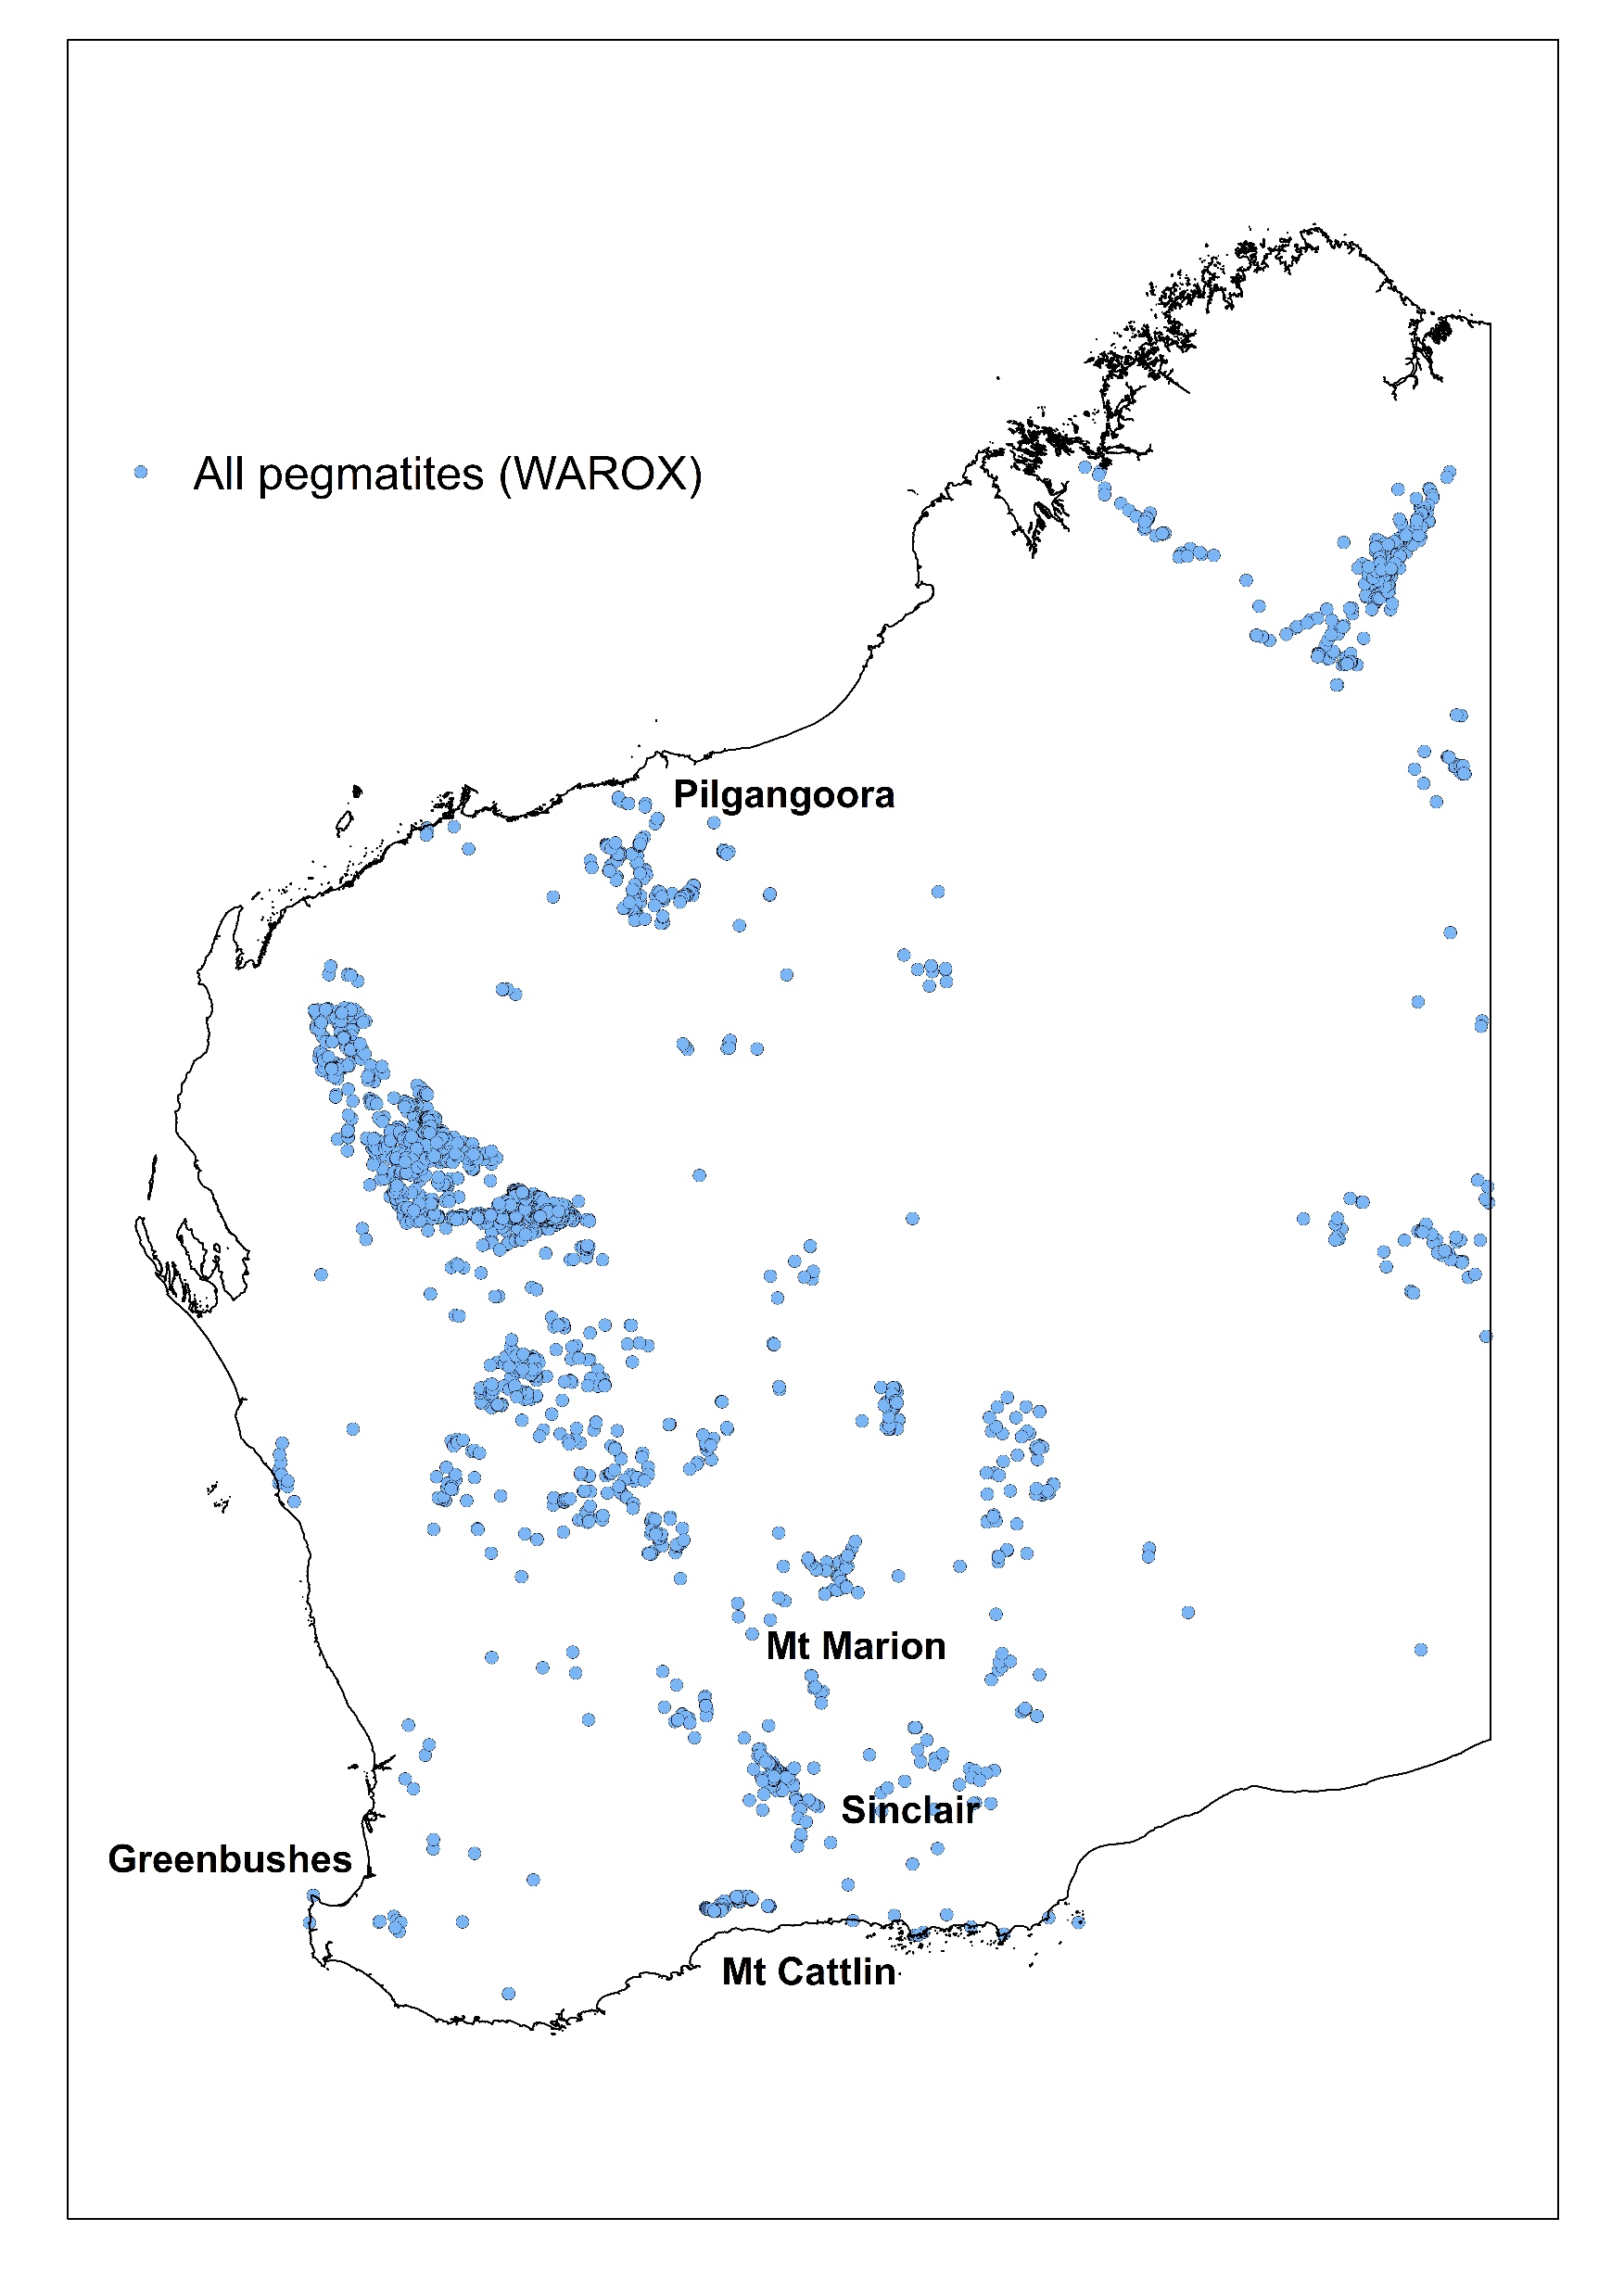 All pegmatites (WAROX)
Pilgangoora
Mt Marion
Sinclair
Greenbushes
Mt Cattlin